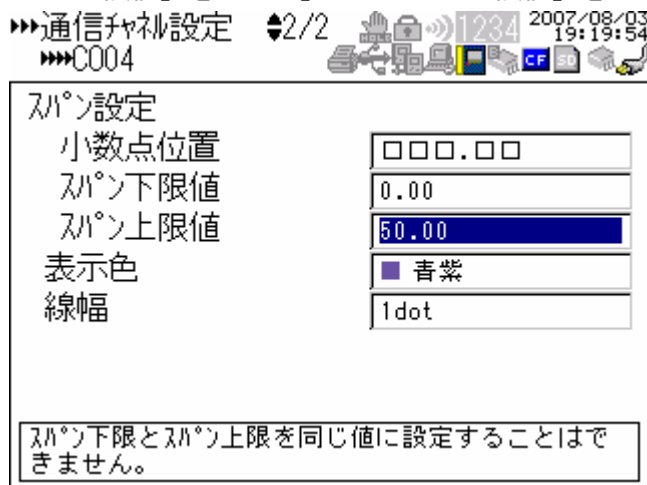 通信ﾁｬﾈﾙ設定 2/2 1234 2007/08/03
19:19:54
C004
CF SD
ｽﾊﾟﾝ設定
小数点位置 □□□.□□
ｽﾊﾟﾝ下限値 0.00
ｽﾊﾟﾝ上限値 50.00
表示色 青紫
線幅 1dot
ｽﾊﾟﾝ下限とｽﾊﾟﾝ上限を同じ値に設定することはで
きません。